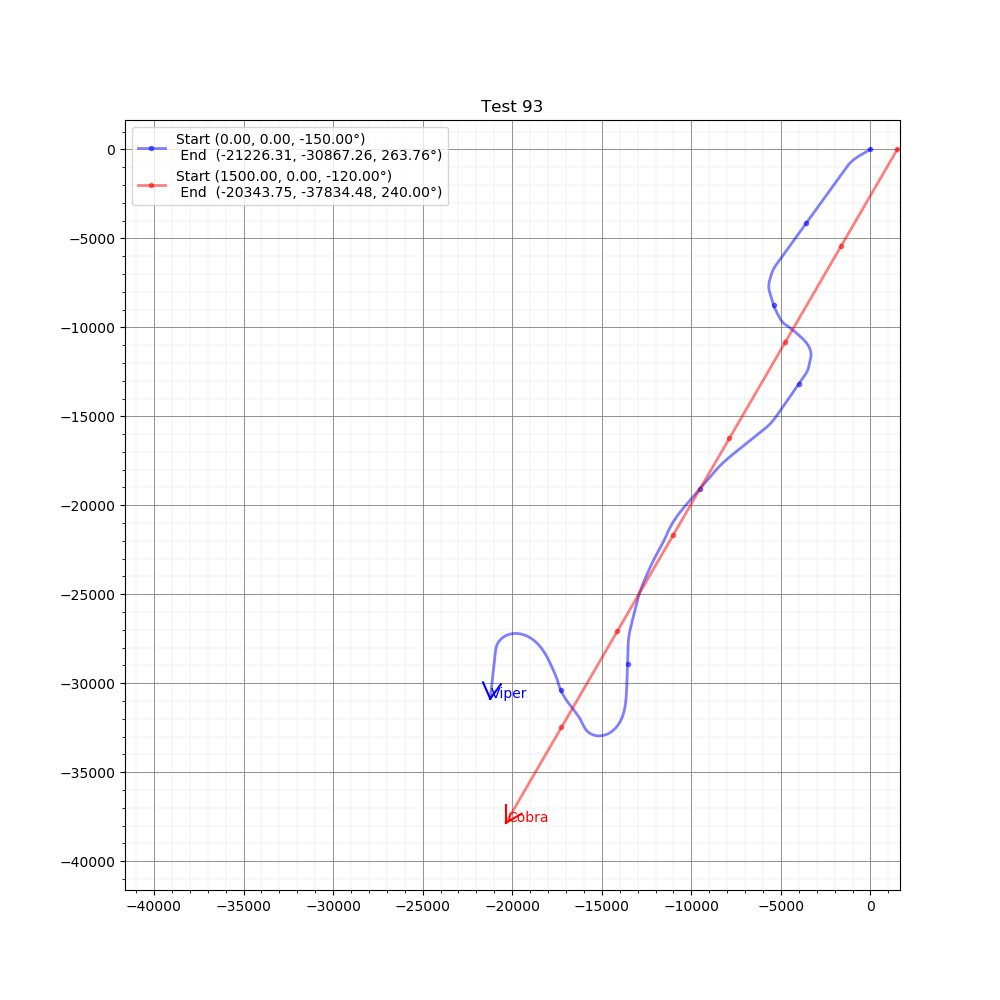 Test 93
Start (0.00, 0.00, -150.00°)
End (-21226.31, -30867.26, 263.76°)
Start (1500.00, 0.00, -120.00°)
End (-20343.75, -37834.48, 240.00°)
0
−5000
−10000
−15000
−20000
−25000
−30000
−35000
−40000
Viper
Cobra
−40000 −35000 −30000 −25000 −20000 −15000 −10000 −5000 0